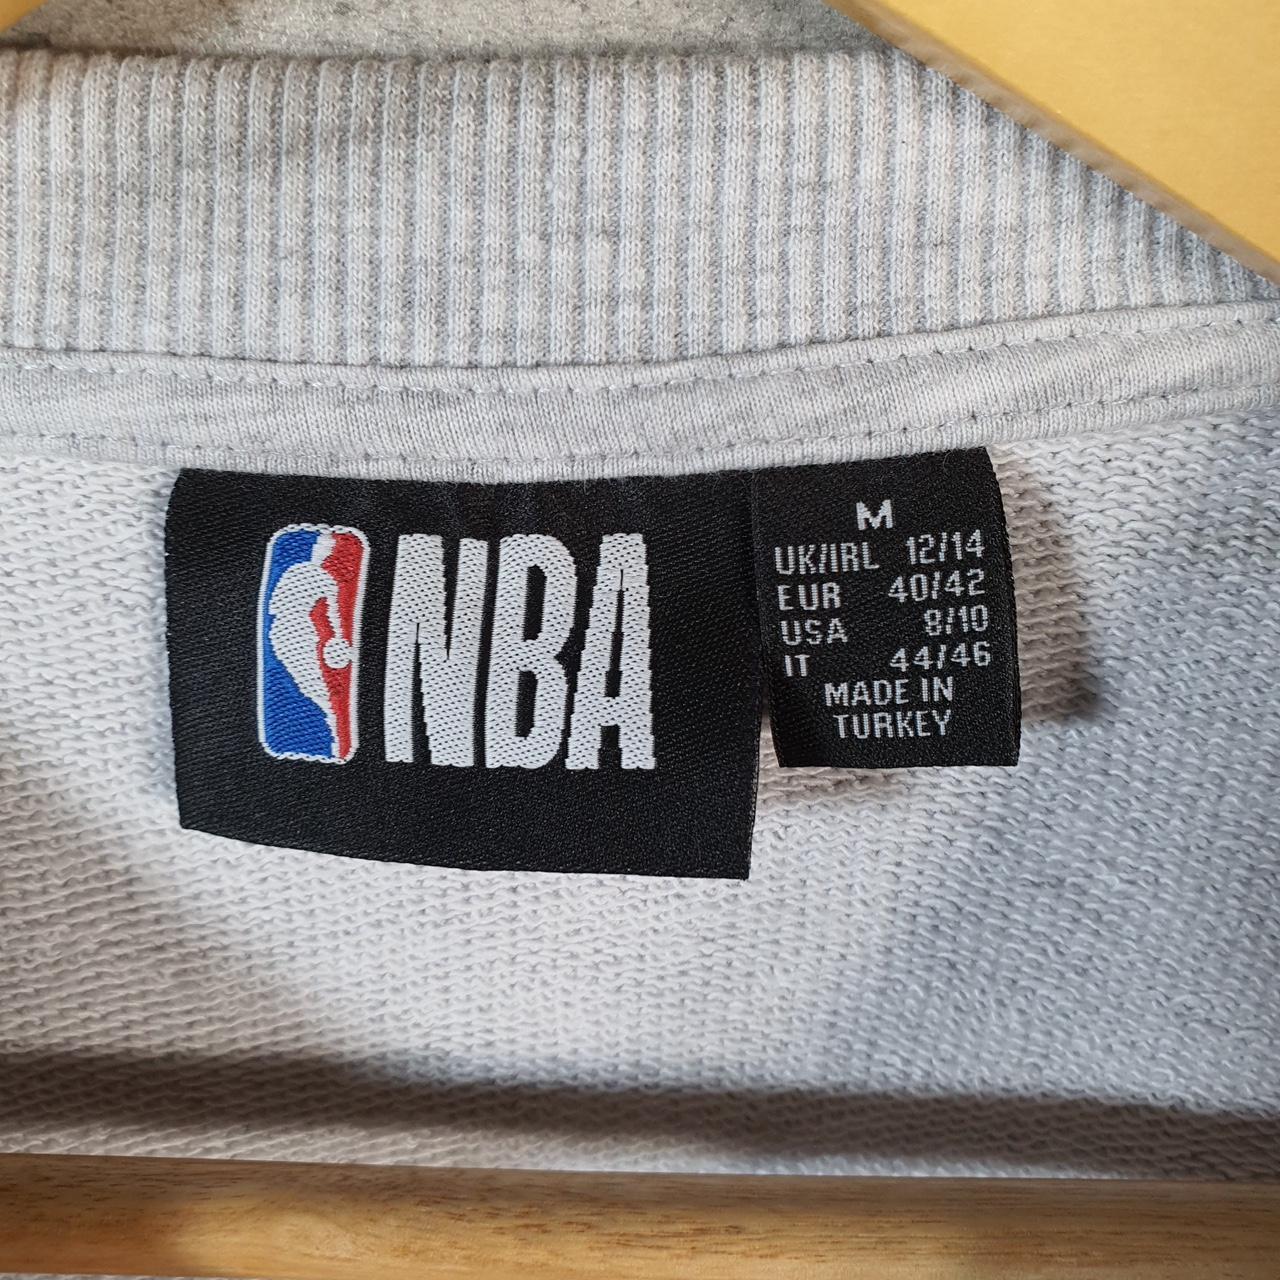 NBA
M
UK/IRL 12/14
EUR 40/42
USA 8/10
IT 44/46
MADE IN
TURKEY